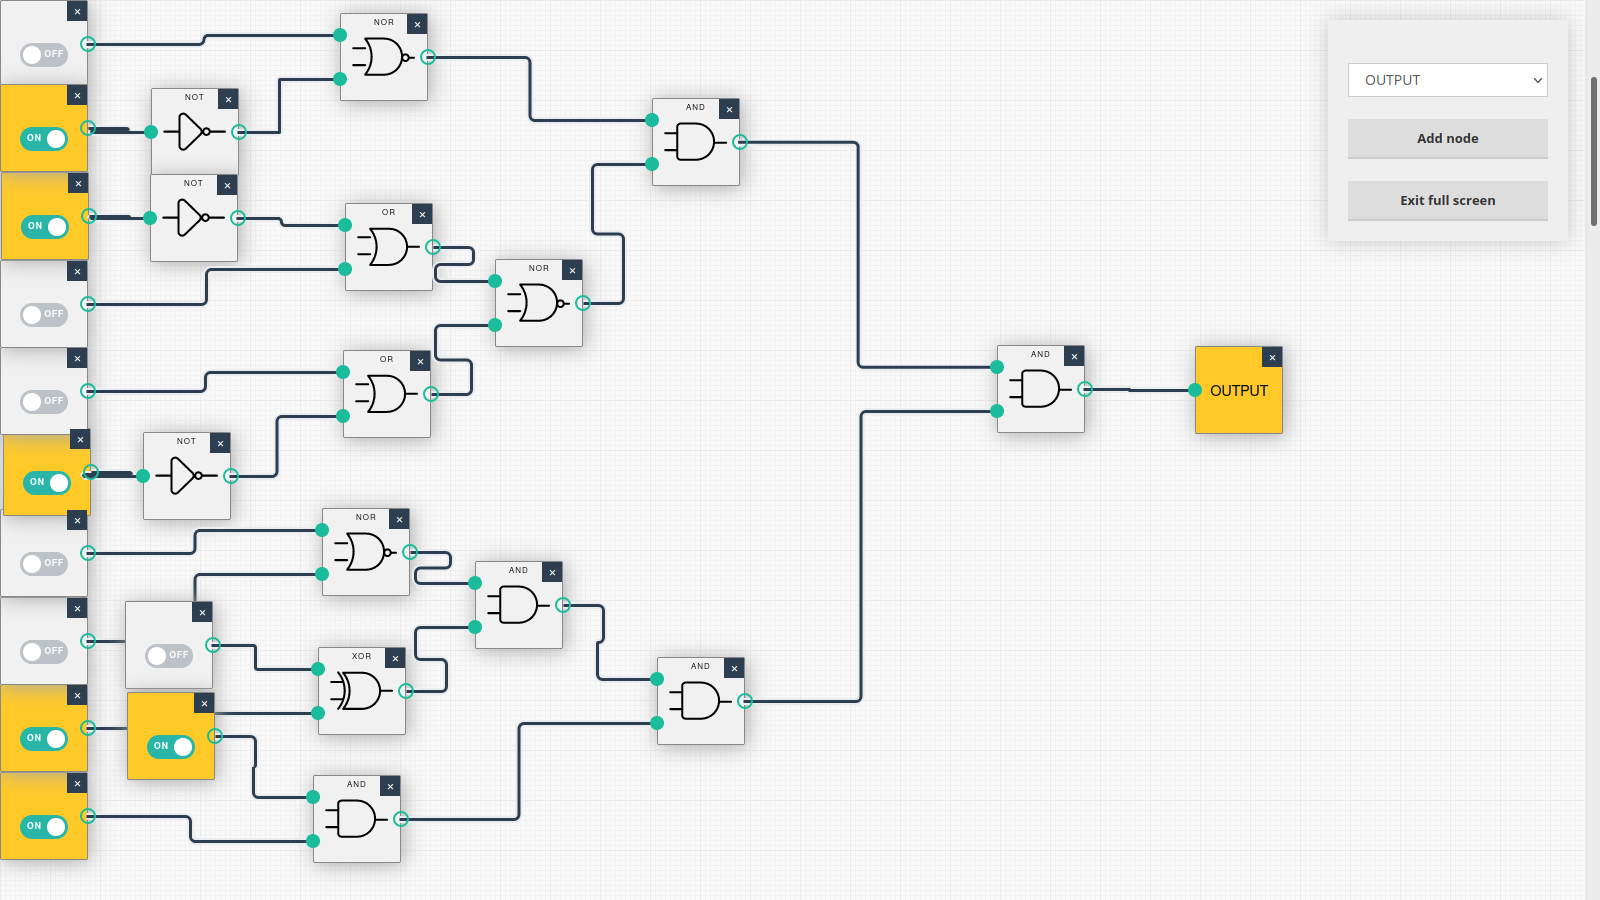 ×
OFF
×
ON
×
ON
×
OFF
×
OFF
×
ON
×
OFF
×
OFF
×
ON
×
ON
×
OFF
×
ON
NOR ×
NOT ×
NOT ×
OR ×
NOR ×
OR ×
NOT ×
NOR ×
AND ×
XOR ×
AND ×
AND ×
AND ×
AND ×
×
OUTPUT
OUTPUT
Add node
Exit full screen